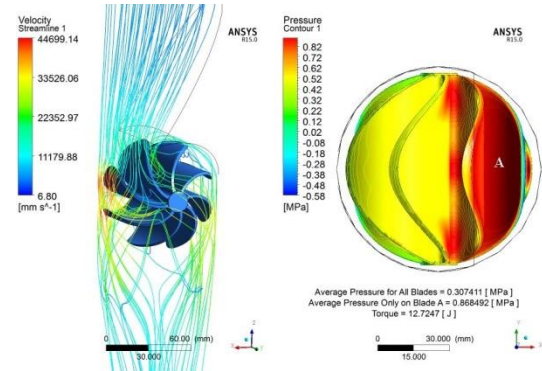 Velocity
Streamline 1
44699.14
33526.06
22352.97
11179.88
6.80
[mm s^-1]
ANSYS
R15.0
0
60.00 (mm)
30.000
Z
X
Y
Pressure
Contour 1
0.82
0.72
0.62
0.52
0.42
0.32
0.22
0.12
0.02
-0.08
-0.18
-0.28
-0.38
-0.48
-0.58
[MPa]
ANSYS
R15.0
A
Average Pressure for All Blades = 0.307411 [ MPa ]
Average Pressure Only on Blade A = 0.868492 [ MPa ]
Torque = 12.7247 [ J ]
0
30.000 (mm)
15.000